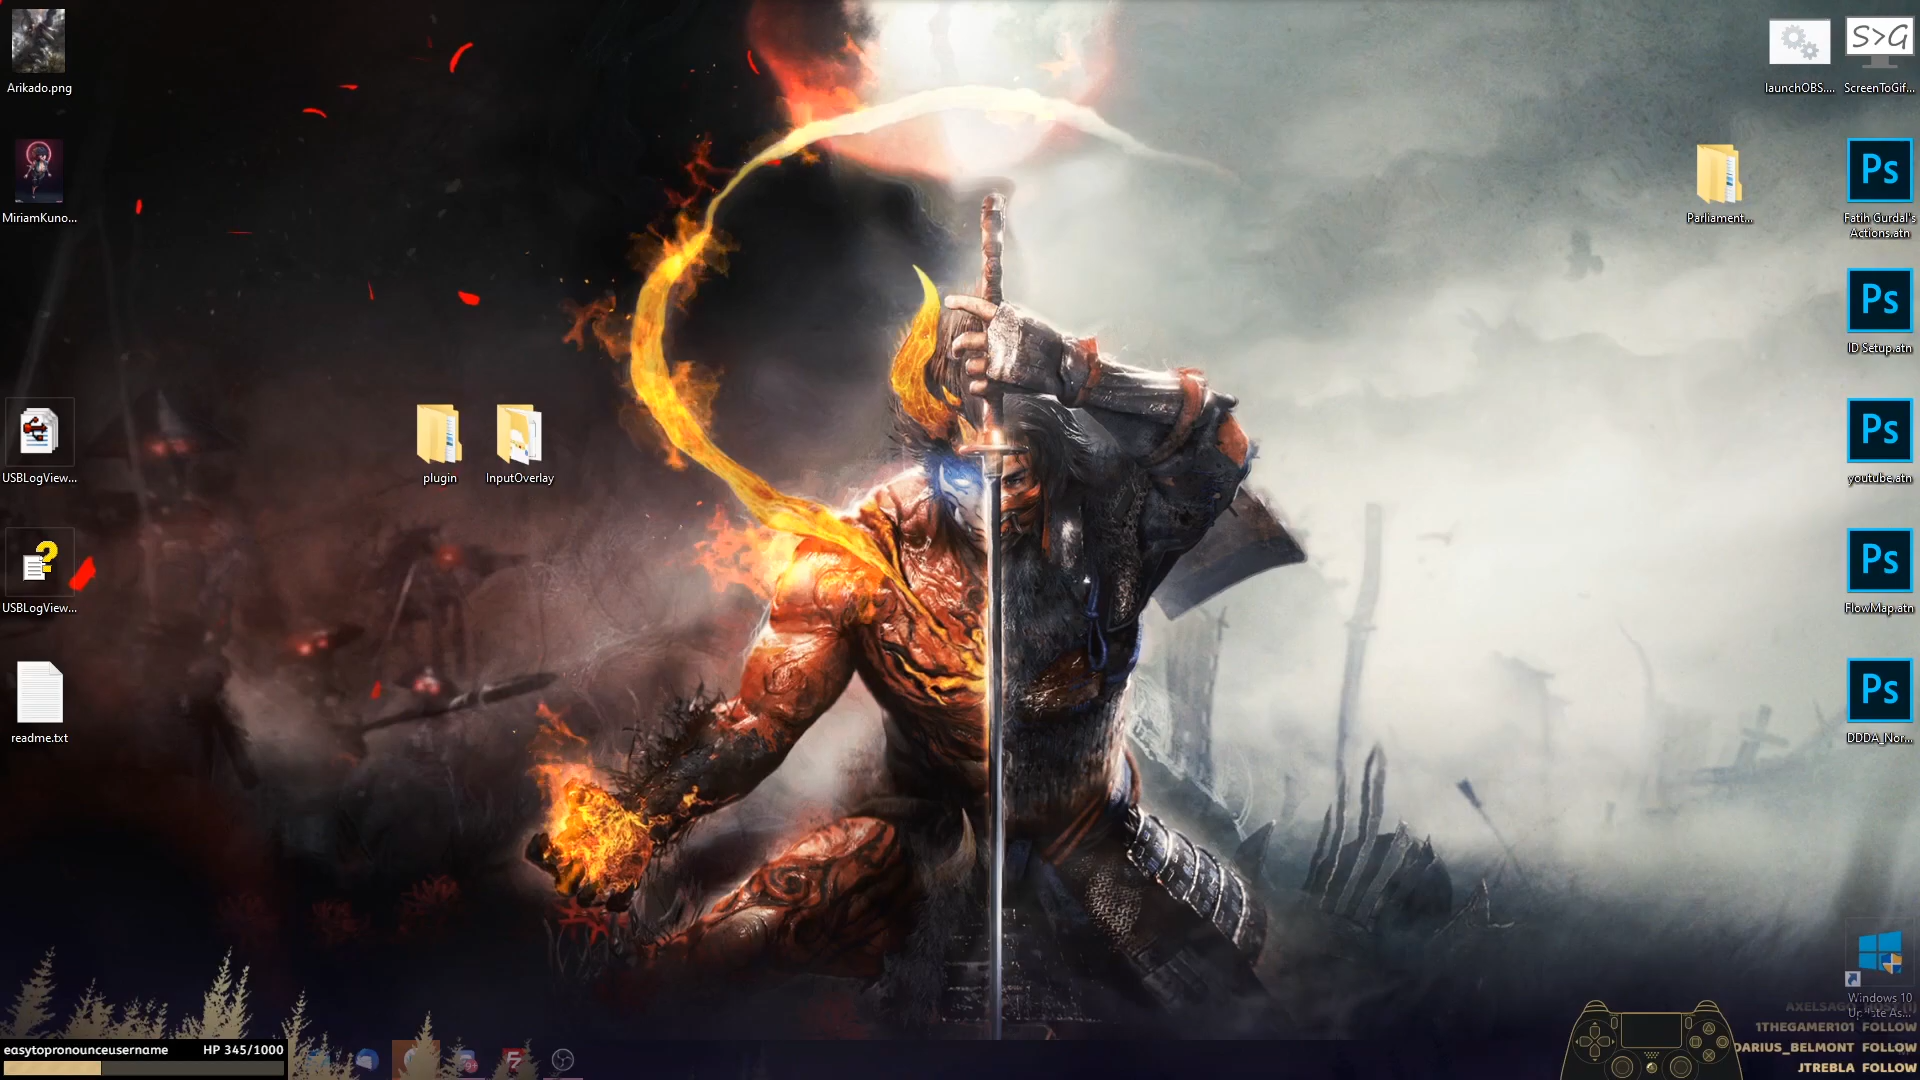 Arikado.png
launchOBS....
S>G
ScreenToGif...
MiriamKuno...
Parliament...
Ps
Fatih Gurdal's
Actions.atn
Ps
ID Setup.atn
USBLogView...
plugin
InputOverlay
Ps
youtube.atn
USBLogView...
Ps
FlowMap.atn
readme.txt
Ps
DDDA_Nor...
Windows 10
Update As...
1THEGAMER101 FOLLOW
DARIUS_BELMONT FOLLOW
JTREBLA FOLLOW
easytopronounceusername HP 345/1000